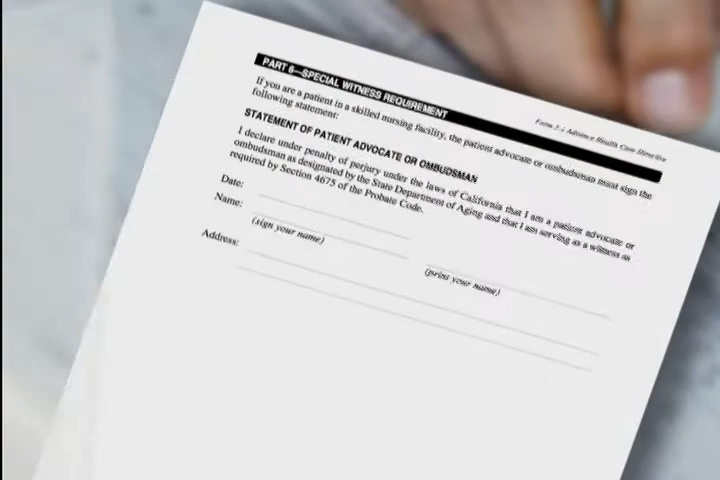 Form 3-1 Advance Health Care Directive
PART 6—SPECIAL WITNESS REQUIREMENT
If you are a patient in a skilled nursing facility, the patient advocate or ombudsman must sign the
following statement:
STATEMENT OF PATIENT ADVOCATE OR OMBUDSMAN
I declare under penalty of perjury under the laws of California that I am a patient advocate or
ombudsman as designated by the State Department of Aging and that I am serving as a witness as
required by Section 4675 of the Probate Code.
Date:
Name:
(sign your name) (print your name)
Address: